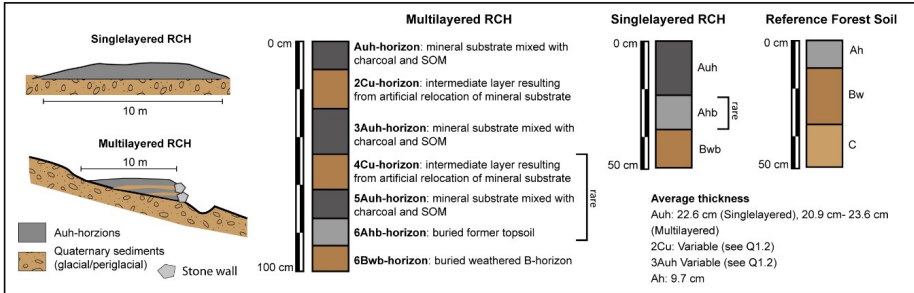 Singlelayered RCH
10 m
Multilayered RCH
10 m
Auh-horzions
Quaternary sediments
(glacial/periglacial)
Stone wall
Multilayered RCH
0 cm
100 cm
Auh-horizon: mineral substrate mixed with
charcoal and SOM
2Cu-horizon: intermediate layer resulting
from artificial relocation of mineral substrate
3Auh-horizon: mineral substrate mixed with
charcoal and SOM
4Cu-horizon: intermediate layer resulting
from artificial relocation of mineral substrate
5Auh-horizon: mineral substrate mixed with
charcoal and SOM
6Ahb-horizon: buried former topsoil
6Bwb-horizon: buried weathered B-horizon
rare
Singlelayered RCH
0 cm
50 cm
Auh
Ahb
Bwb
rare
Reference Forest Soil
0 cm
50 cm
Ah
Bw
C
Average thickness
Auh: 22.6 cm (Singlelayered), 20.9 cm- 23.6 cm
(Multilayered)
2Cu: Variable (see Q1.2)
3Auh Variable (see Q1.2)
Ah: 9.7 cm